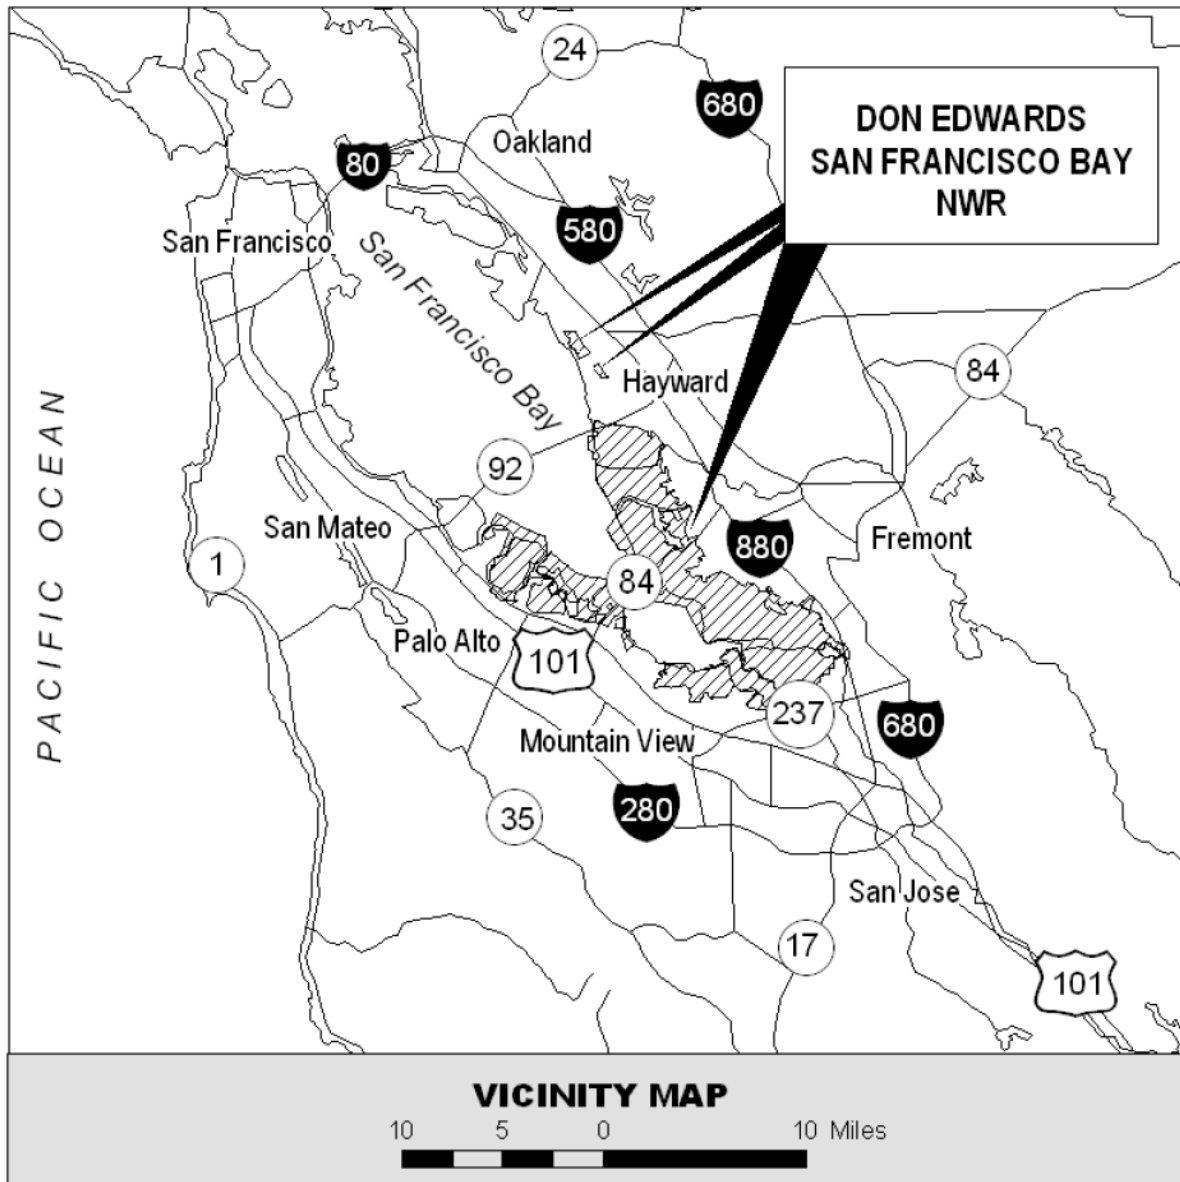 24
680
DON EDWARDS
SAN FRANCISCO BAY
NWR
Oakland
80
580
San Francisco
San Francisco Bay
84
Hayward
PACIFIC OCEAN
92
San Mateo
880
Fremont
1
84
Palo Alto
101
237
680
Mountain View
280
35
San Jose
17
101
VICINITY MAP
10 5 0 10 Miles